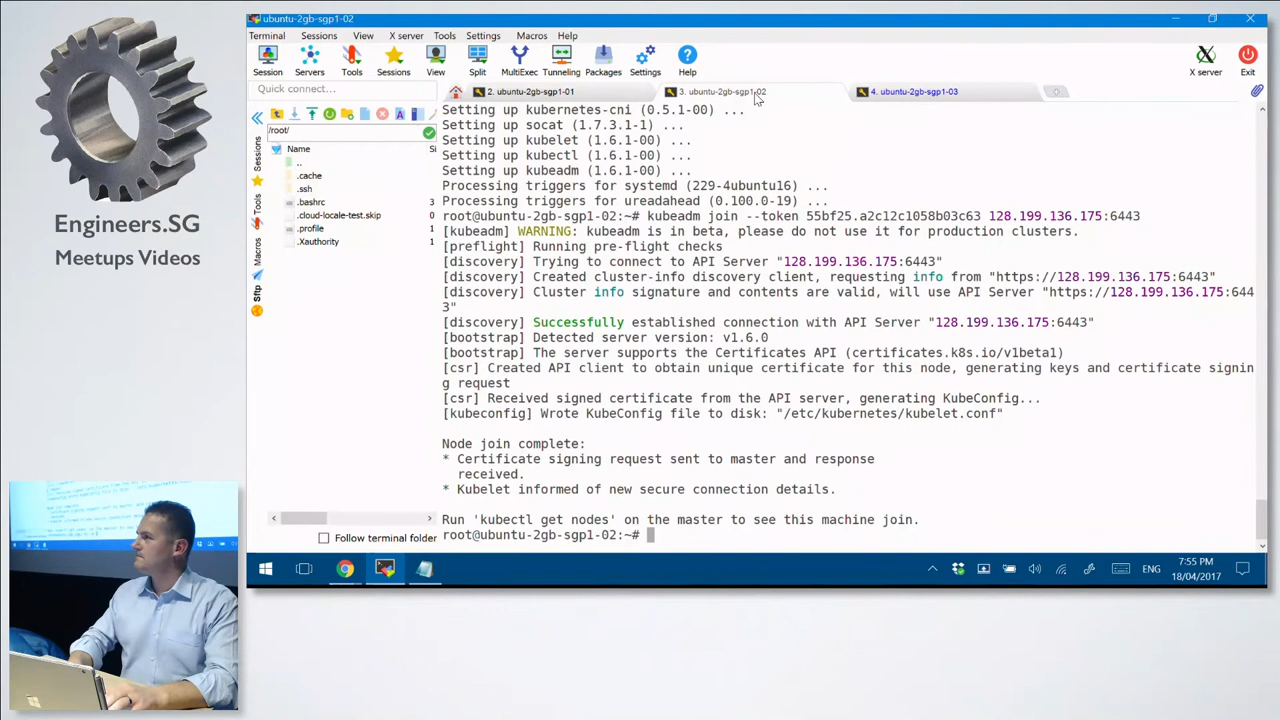 Engineers.SG
Meetups Videos
ubuntu-2gb-sgp1-02
Terminal Sessions View X server Tools Settings Macros Help
Session Servers Tools Sessions View Split MultiExec Tunneling Packages Settings Help X server Exit
Quick connect...
2. ubuntu-2gb-sgp1-01
3. ubuntu-2gb-sgp1-02
4. ubuntu-2gb-sgp1-03
Sessions
Tools
Macros
Sftp
/root/
Name Si
..
.cache
.ssh
.bashrc 3
.cloud-locale-test.skip 0
.profile 1
.Xauthority 1
Follow terminal folder
Setting up kubernetes-cni (0.5.1-00) ...
Setting up socat (1.7.3.1-1) ...
Setting up kubelet (1.6.1-00) ...
Setting up kubectl (1.6.1-00) ...
Setting up kubeadm (1.6.1-00) ...
Processing triggers for systemd (229-4ubuntu16) ...
Processing triggers for ureadahead (0.100.0-19) ...
root@ubuntu-2gb-sgp1-02:~# kubeadm join --token 55bf25.a2c12c1058b03c63 128.199.136.175:6443
[kubeadm] WARNING: kubeadm is in beta, please do not use it for production clusters.
[preflight] Running pre-flight checks
[discovery] Trying to connect to API Server "128.199.136.175:6443"
[discovery] Created cluster-info discovery client, requesting info from "https://128.199.136.175:6443"
[discovery] Cluster info signature and contents are valid, will use API Server "https://128.199.136.175:644
3"
[discovery] Successfully established connection with API Server "128.199.136.175:6443"
[bootstrap] Detected server version: v1.6.0
[bootstrap] The server supports the Certificates API (certificates.k8s.io/v1beta1)
[csr] Created API client to obtain unique certificate for this node, generating keys and certificate signin
g request
[csr] Received signed certificate from the API server, generating KubeConfig...
[kubeconfig] Wrote KubeConfig file to disk: "/etc/kubernetes/kubelet.conf"
Node join complete:
* Certificate signing request sent to master and response
received.
* Kubelet informed of new secure connection details.
Run 'kubectl get nodes' on the master to see this machine join.
root@ubuntu-2gb-sgp1-02:~#
ENG
7:55 PM
18/04/2017